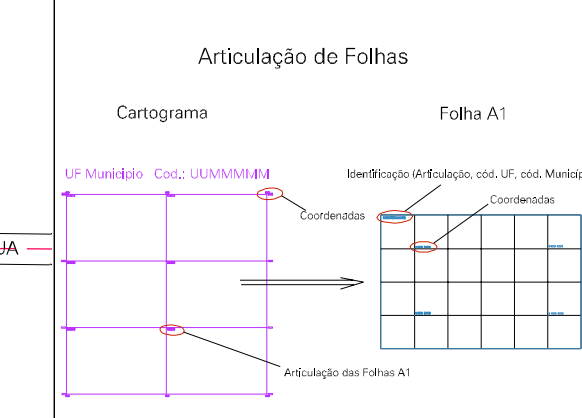 Articulação de Folhas
Cartograma
Folha A1
UF Municipio Cod.: UUMMMMM
Identificação (Articulação, cód. UF, cód. Municíp
Coordenadas
Coordenadas
UA
Articulação das Folhas A1